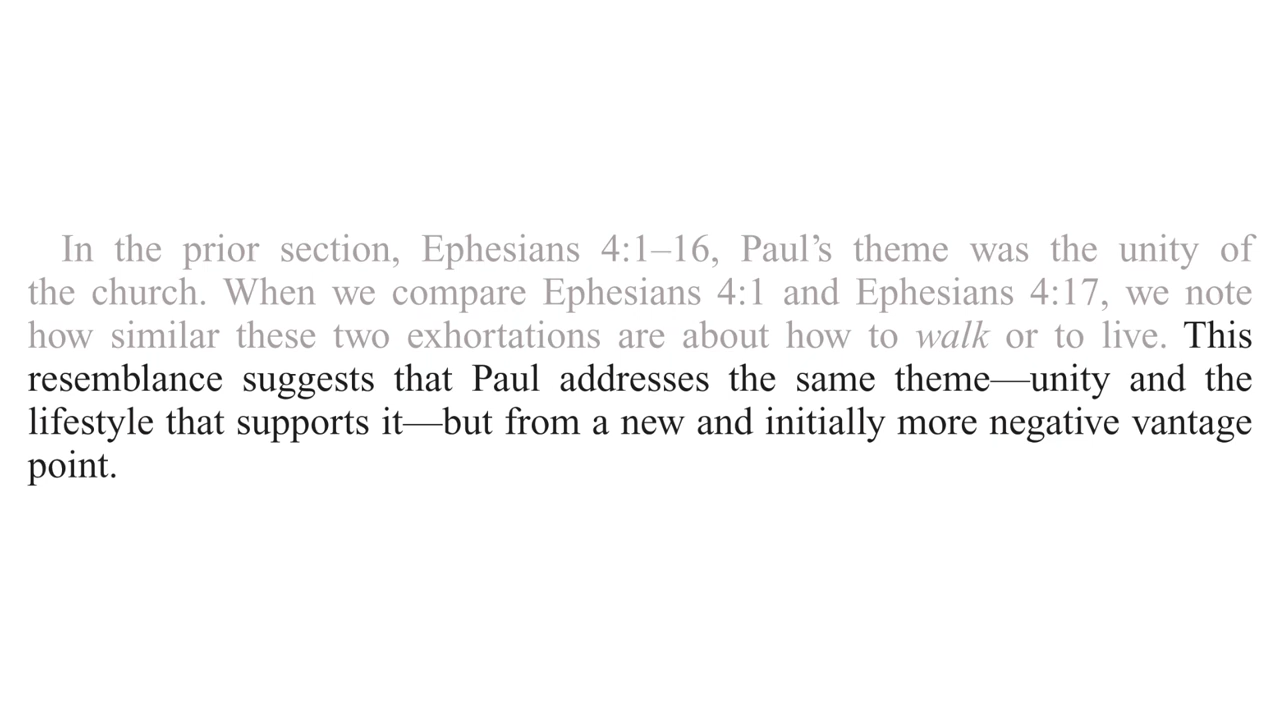 In the prior section, Ephesians 4:1–16, Paul’s theme was the unity of
the church. When we compare Ephesians 4:1 and Ephesians 4:17, we note
how similar these two exhortations are about how to walk or to live. This
resemblance suggests that Paul addresses the same theme—unity and the
lifestyle that supports it—but from a new and initially more negative vantage
point.